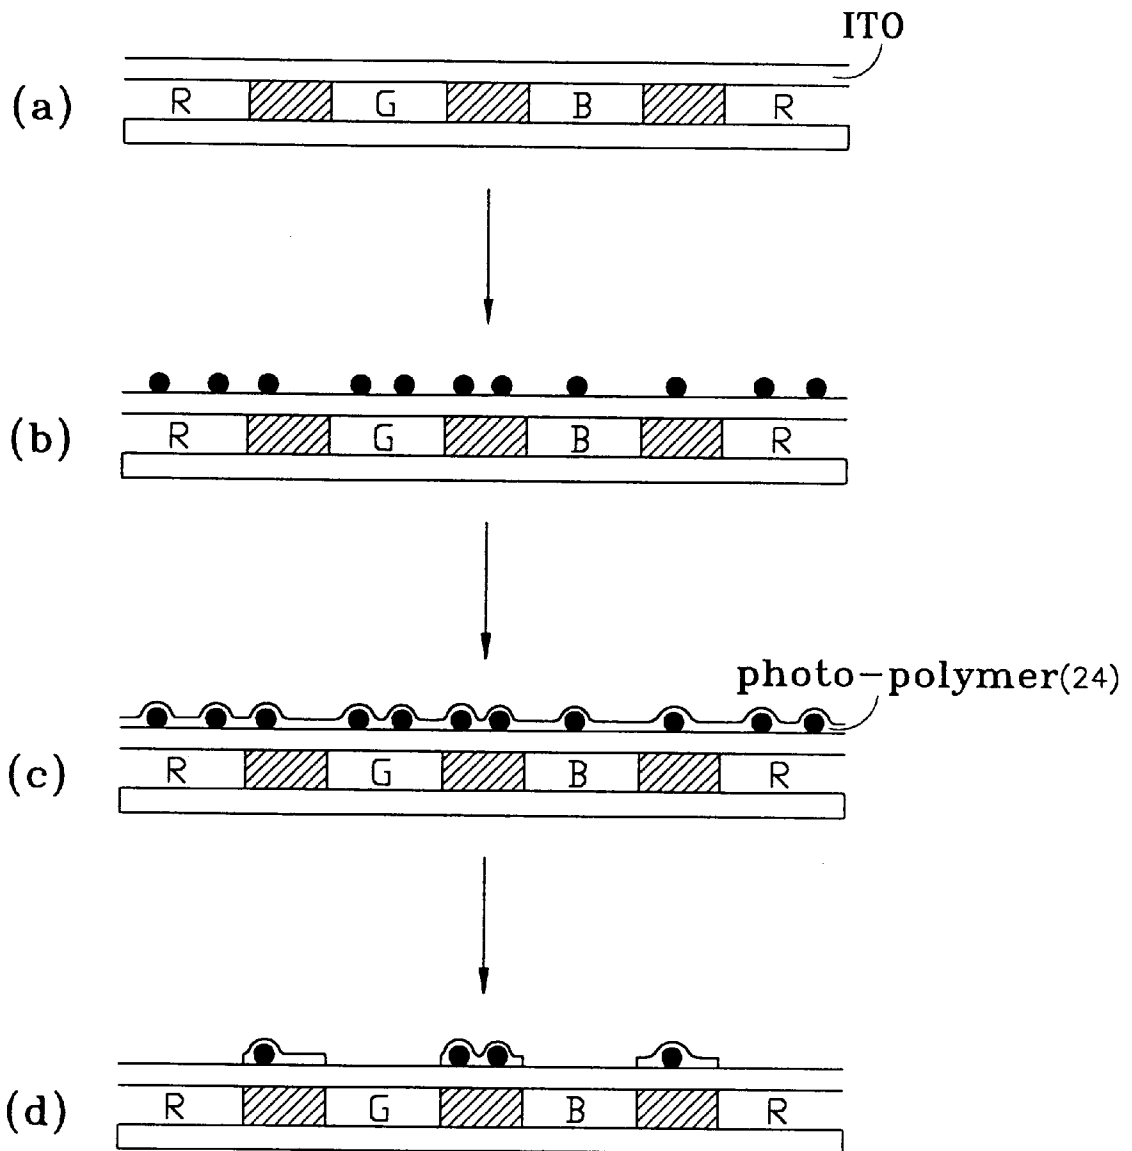 ITO
(a) R G B R
(b) R G B R
photo-polymer(24)
(c) R G B R
(d) R G B R